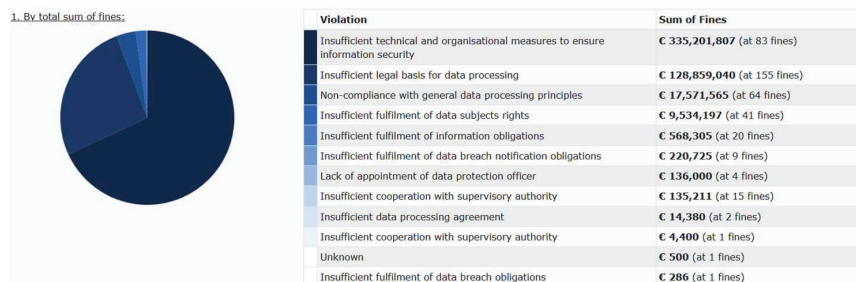 1. By total sum of fines:
Violation Sum of Fines
Insufficient technical and organisational measures to ensure
information security € 335,201,807 (at 83 fines)
Insufficient legal basis for data processing € 128,859,040 (at 155 fines)
Non-compliance with general data processing principles € 17,571,565 (at 64 fines)
Insufficient fulfilment of data subjects rights € 9,534,197 (at 41 fines)
Insufficient fulfilment of information obligations € 568,305 (at 20 fines)
Insufficient fulfilment of data breach notification obligations € 220,725 (at 9 fines)
Lack of appointment of data protection officer € 136,000 (at 4 fines)
Insufficient cooperation with supervisory authority € 135,211 (at 15 fines)
Insufficient data processing agreement € 14,380 (at 2 fines)
Insufficient cooperation with supervisory authority € 4,400 (at 1 fines)
Unknown € 500 (at 1 fines)
Insufficient fulfilment of data breach obligations € 286 (at 1 fines)